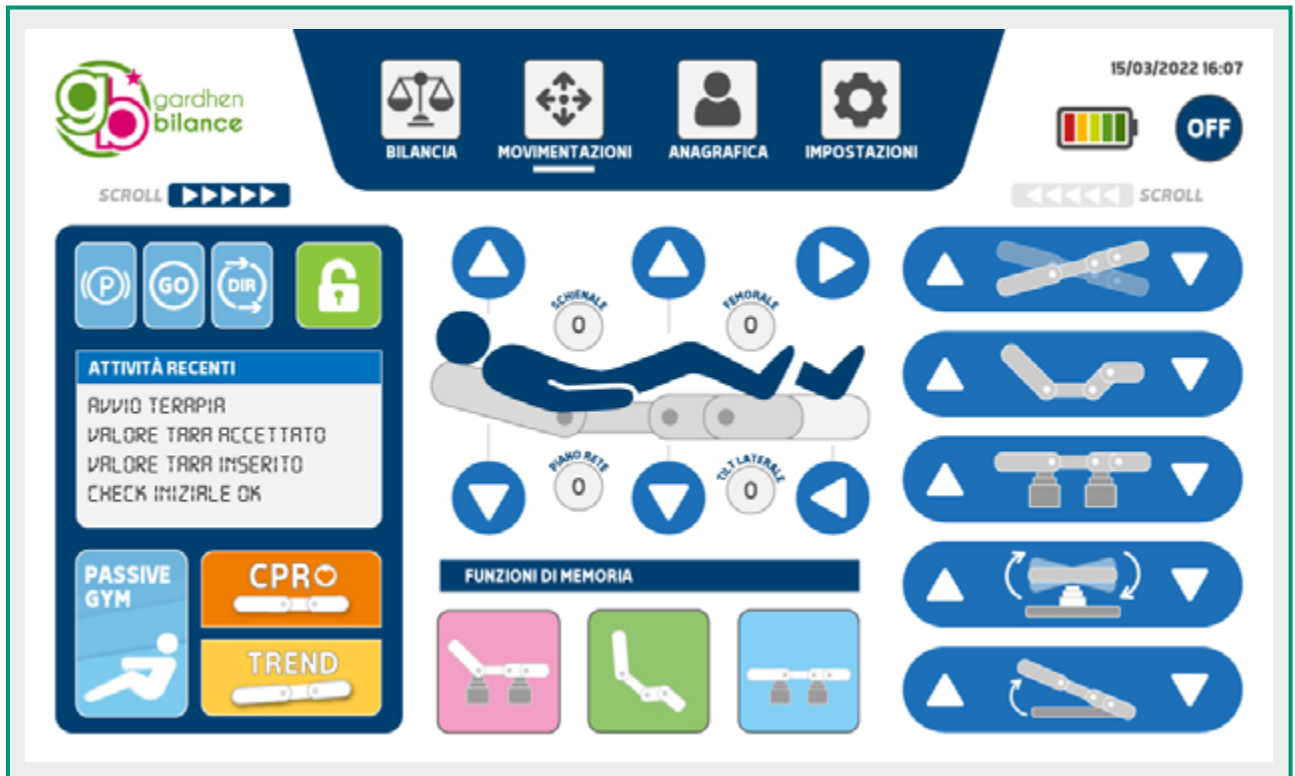 gardhen
bilance
BILANCIA
MOVIMENTAZIONI
ANAGRAFICA
IMPOSTAZIONI
15/03/2022 16:07
OFF
SCROLL
SCROLL
(P)
GO
DIR
ATTIVITÀ RECENTI
AVVIO TERAPIA
VALORE TARA ACCETTATO
VALORE TARA INSERITO
CHECK INIZIALE OK
PASSIVE
GYM
CPR
TREND
SCHIENALE
0
FEMORALE
0
PIANO RETE
0
TILT LATERALE
0
FUNZIONI DI MEMORIA